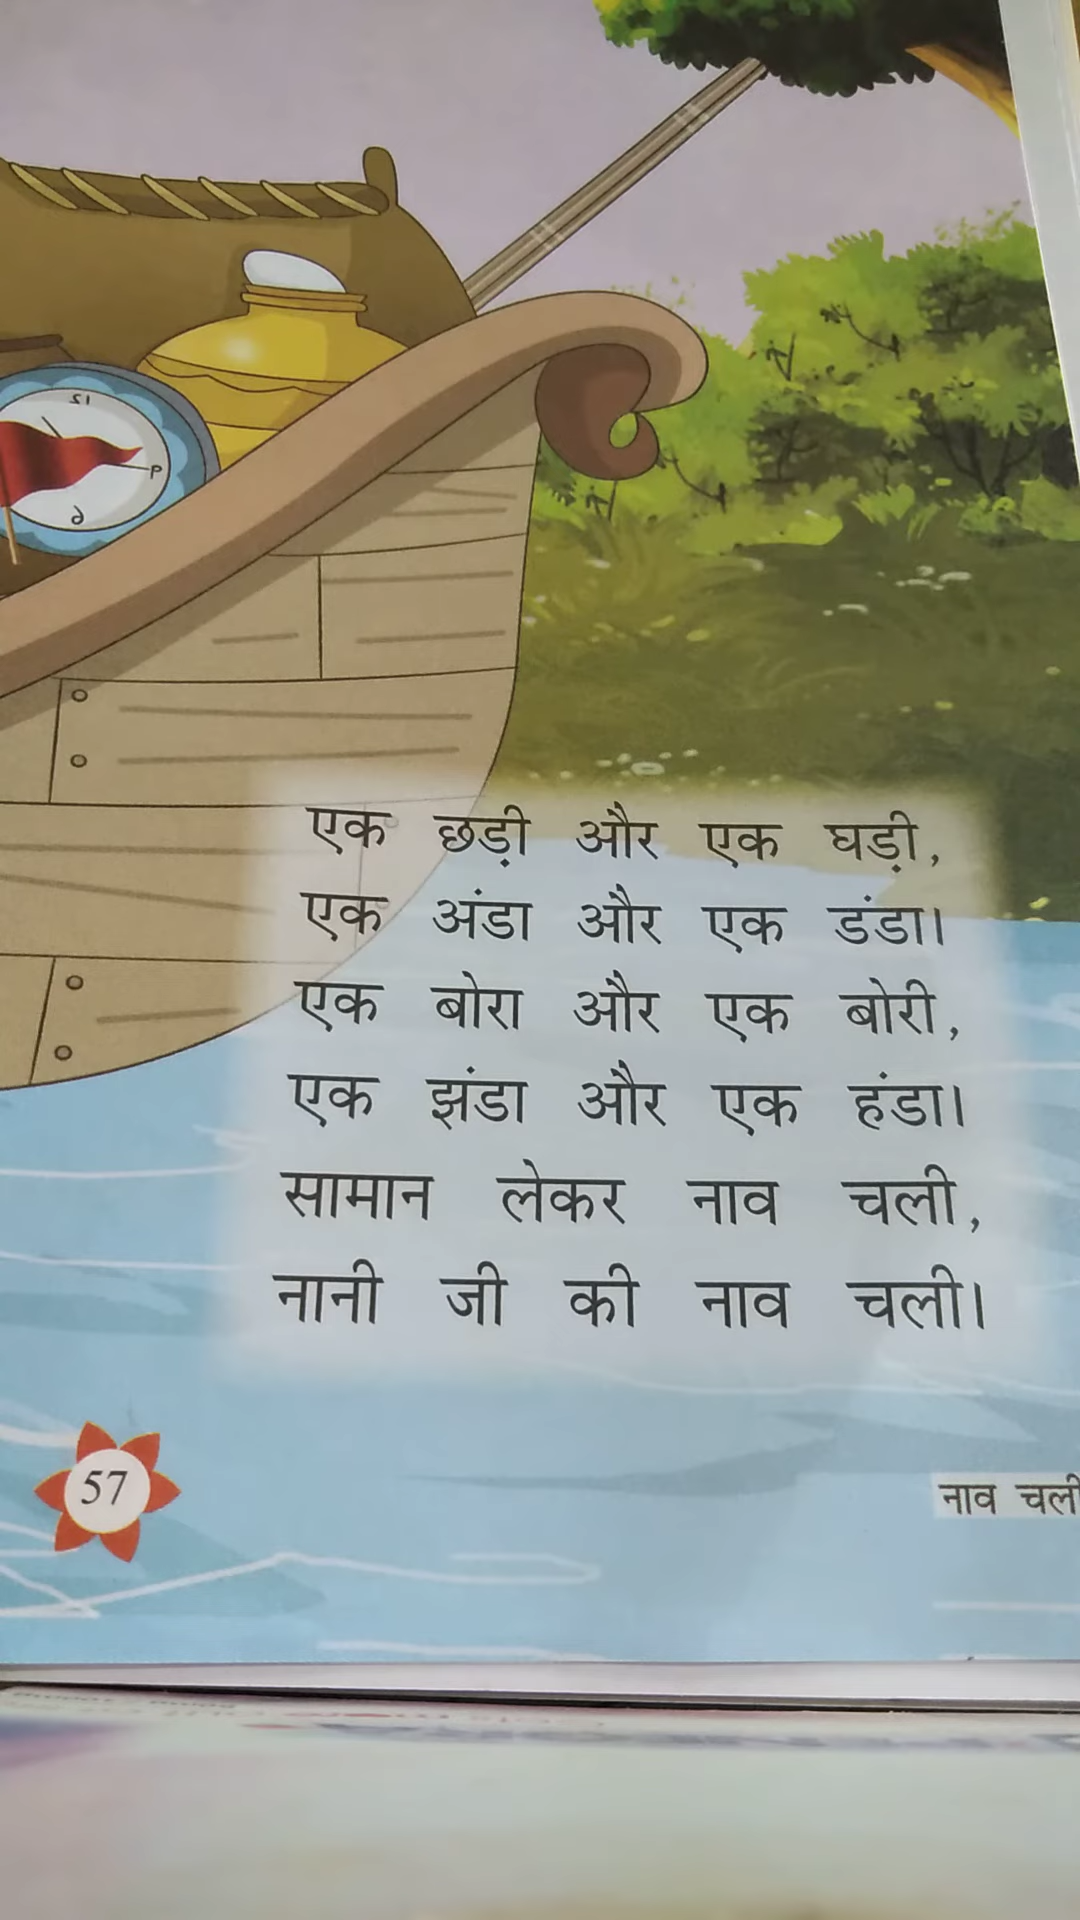 एक छड़ी और एक घड़ी,
एक अंडा और एक डंडा।
एक बोरा और एक बोरी,
एक झंडा और एक हंडा।
सामान लेकर नाव चली,
नानी जी की नाव चली।
57
नाव चली